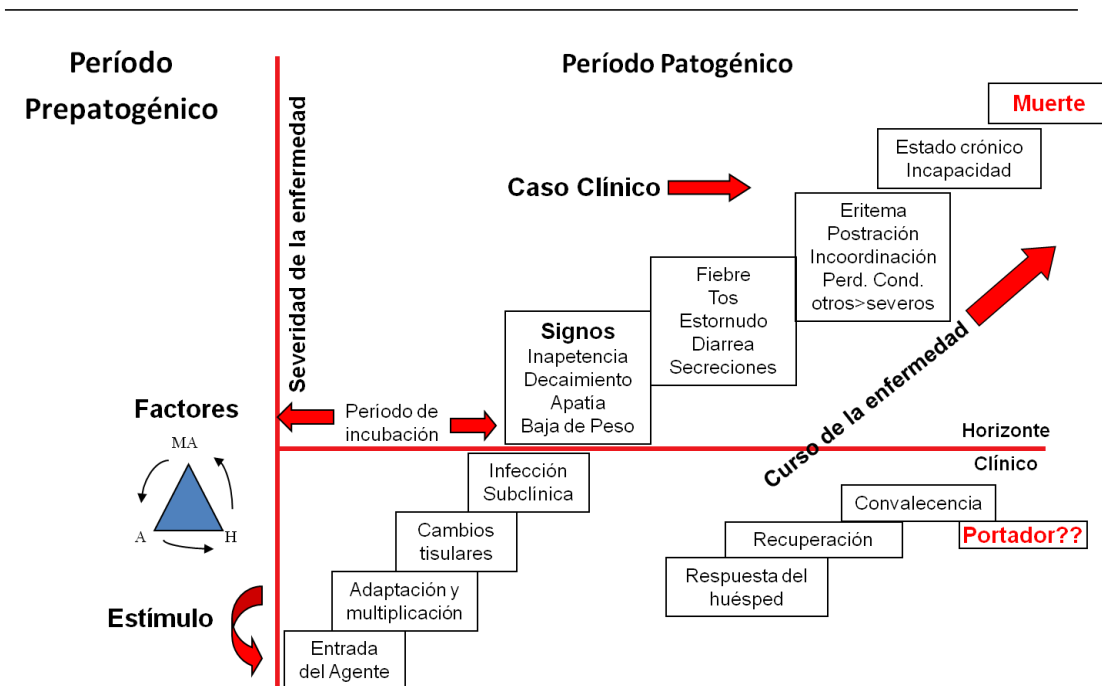 Período
Prepatogénico
Período Patogénico
Severidad de la enfermedad
Muerte
Estado crónico
Incapacidad
Caso Clínico
Eritema
Postración
Incoordinación
Perd. Cond.
otros>severos
Fiebre
Tos
Estornudo
Diarrea
Secreciones
Signos
Inapetencia
Decaimiento
Apatía
Baja de Peso
Curso de la enfermedad
Factores
MA
A
H
Periodo de
incubación
Horizonte
Clínico
Infección
Subclínica
Cambios
tisulares
Adaptación y
multiplicación
Entrada
del Agente
Estímulo
Convalecencia
Portador??
Recuperación
Respuesta del
huésped